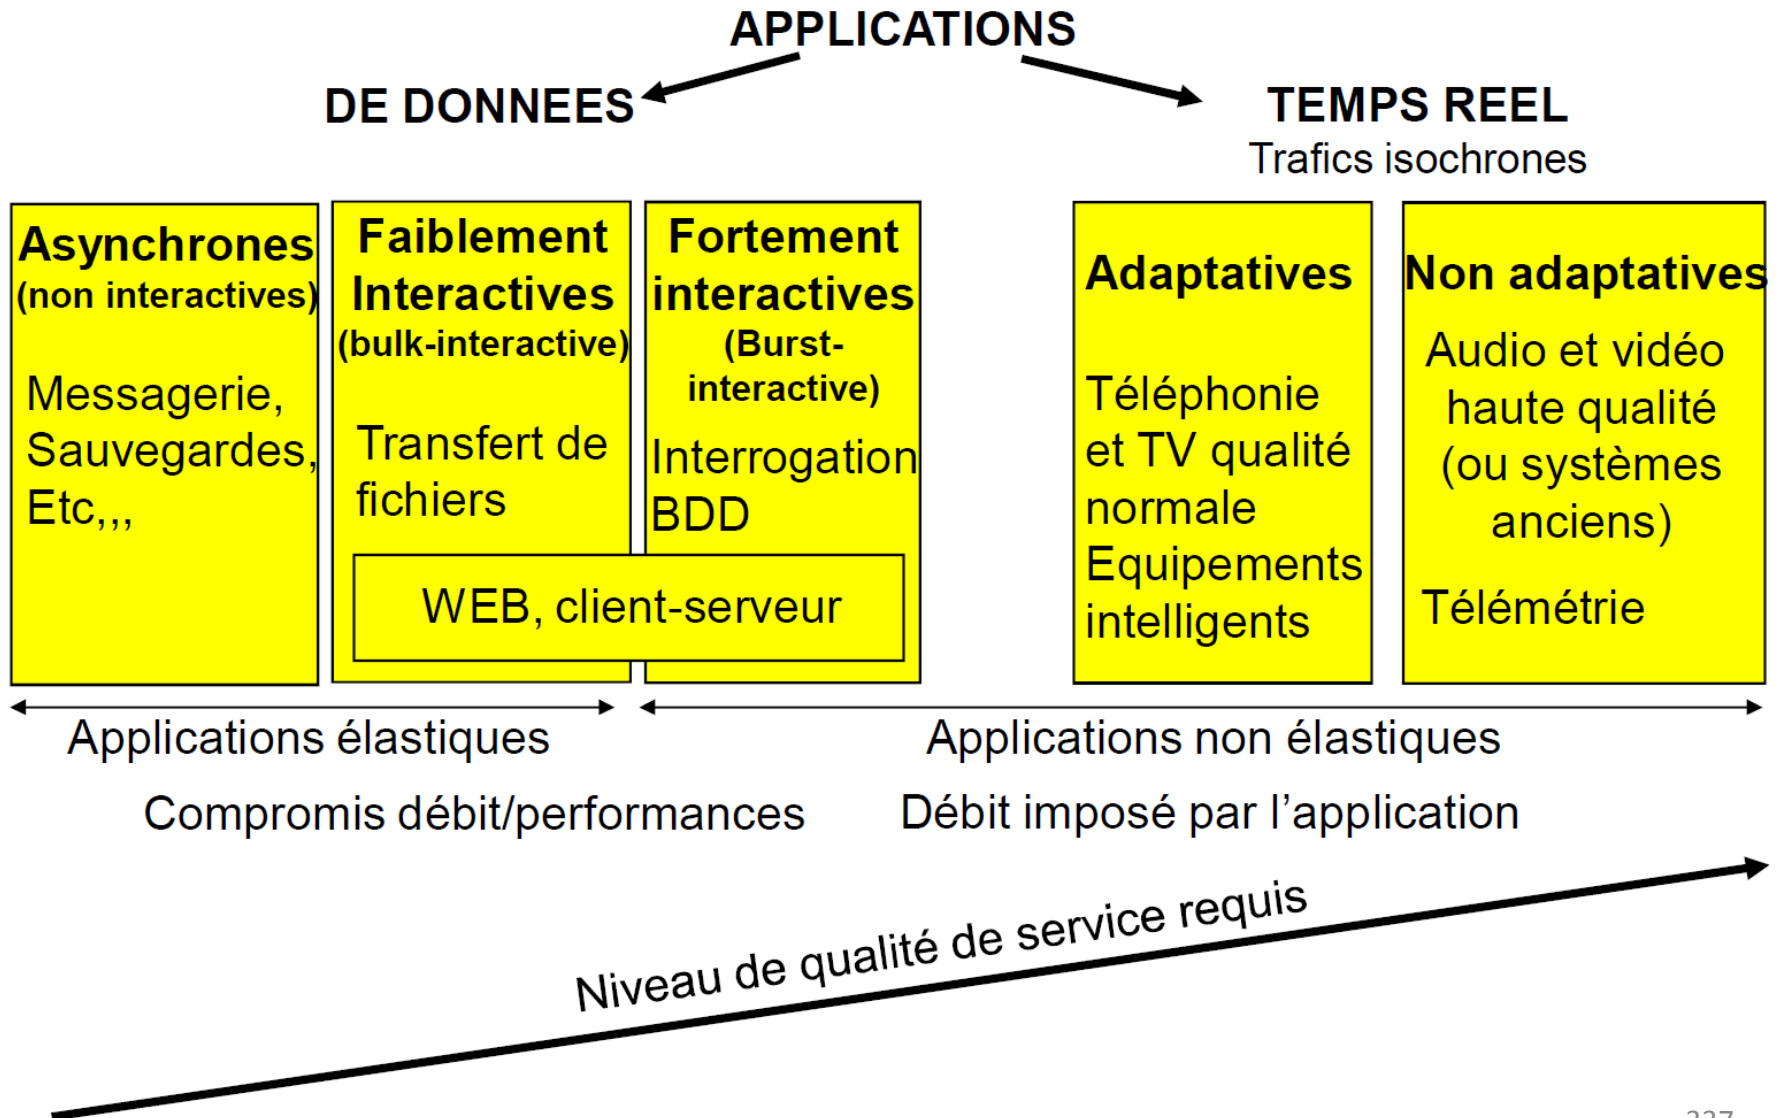 APPLICATIONS
DE DONNEES
TEMPS REEL
Trafics isochrones
Asynchrones
(non interactives)
Messagerie,
Sauvegardes,
Etc,,,
Faiblement
Interactives
(bulk-interactive)
Transfert de
fichiers
Fortement
interactives
(Burst-
interactive)
Interrogation
BDD
WEB, client-serveur
Adaptatives
Téléphonie
et TV qualité
normale
Equipements
intelligents
Non adaptatives
Audio et vidéo
haute qualité
(ou systèmes
anciens)
Télémétrie
Applications élastiques
Applications non élastiques
Compromis débit/performances
Débit imposé par l'application
Niveau de qualité de service requis